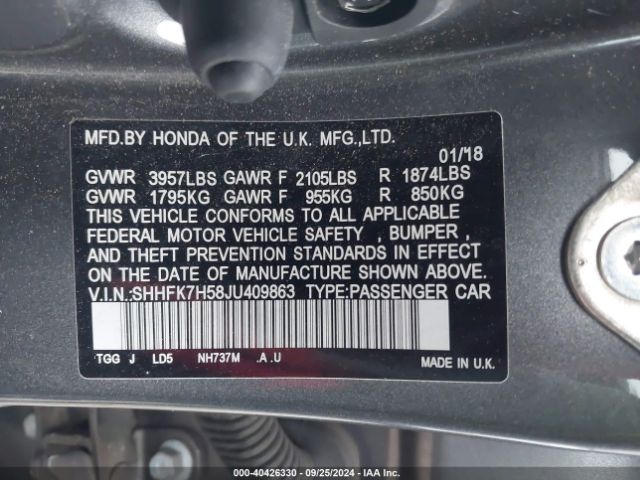 MFD.BY HONDA OF THE U.K. MFG.,LTD.
01/18
GVWR 3957LBS GAWR F 2105LBS R 1874LBS
GVWR 1795KG GAWR F 955KG R 850KG
THIS VEHICLE CONFORMS TO ALL APPLICABLE
FEDERAL MOTOR VEHICLE SAFETY , BUMPER ,
AND THEFT PREVENTION STANDARDS IN EFFECT
ON THE DATE OF MANUFACTURE SHOWN ABOVE.
V.I.N.:SHHFK7H58JU409863 TYPE:PASSENGER CAR
TGG J LD5 NH737M .A .U
MADE IN U.K.
000-40426330 - 09/25/2024 - IAA Inc.